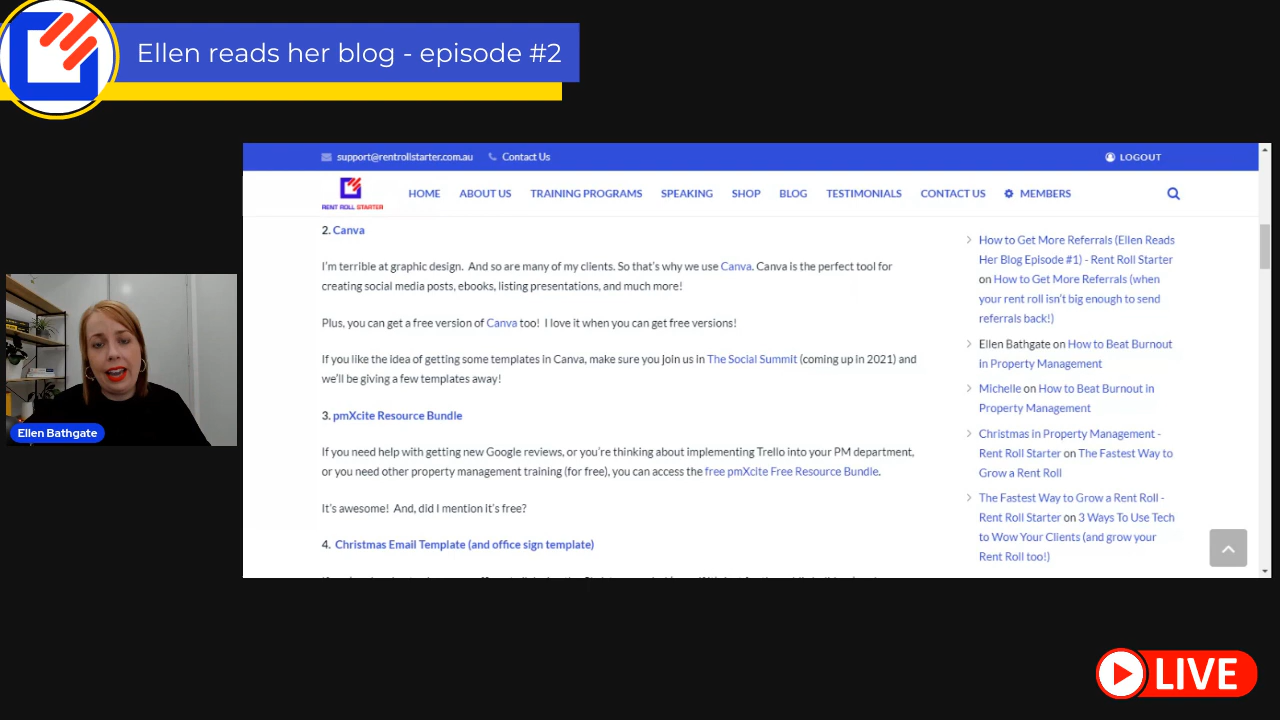 Ellen reads her blog - episode #2
support@rentrollstarter.com.au Contact Us LOGOUT
RENT ROLL STARTER
HOME ABOUT US TRAINING PROGRAMS SPEAKING SHOP BLOG TESTIMONIALS CONTACT US MEMBERS
2. Canva
I'm terrible at graphic design. And so are many of my clients. So that's why we use Canva. Canva is the perfect tool for
creating social media posts, ebooks, listing presentations, and much more!
Plus, you can get a free version of Canva too! I love it when you can get free versions!
If you like the idea of getting some templates in Canva, make sure you join us in The Social Summit (coming up in 2021) and
we'll be giving a few templates away!
3. pmXcite Resource Bundle
If you need help with getting new Google reviews, or you're thinking about implementing Trello into your PM department,
or you need other property management training (for free), you can access the free pmXcite Free Resource Bundle.
It's awesome! And, did I mention it's free?
4. Christmas Email Template (and office sign template)
How to Get More Referrals (Ellen Reads
Her Blog Episode #1) - Rent Roll Starter
on How to Get More Referrals (when
your rent roll isn't big enough to send
referrals back!)
Ellen Bathgate on How to Beat Burnout
in Property Management
Michelle on How to Beat Burnout in
Property Management
Christmas in Property Management -
Rent Roll Starter on The Fastest Way to
Grow a Rent Roll
The Fastest Way to Grow a Rent Roll -
Rent Roll Starter on 3 Ways To Use Tech
to Wow Your Clients (and grow your
Rent Roll too!)
Ellen Bathgate
LIVE